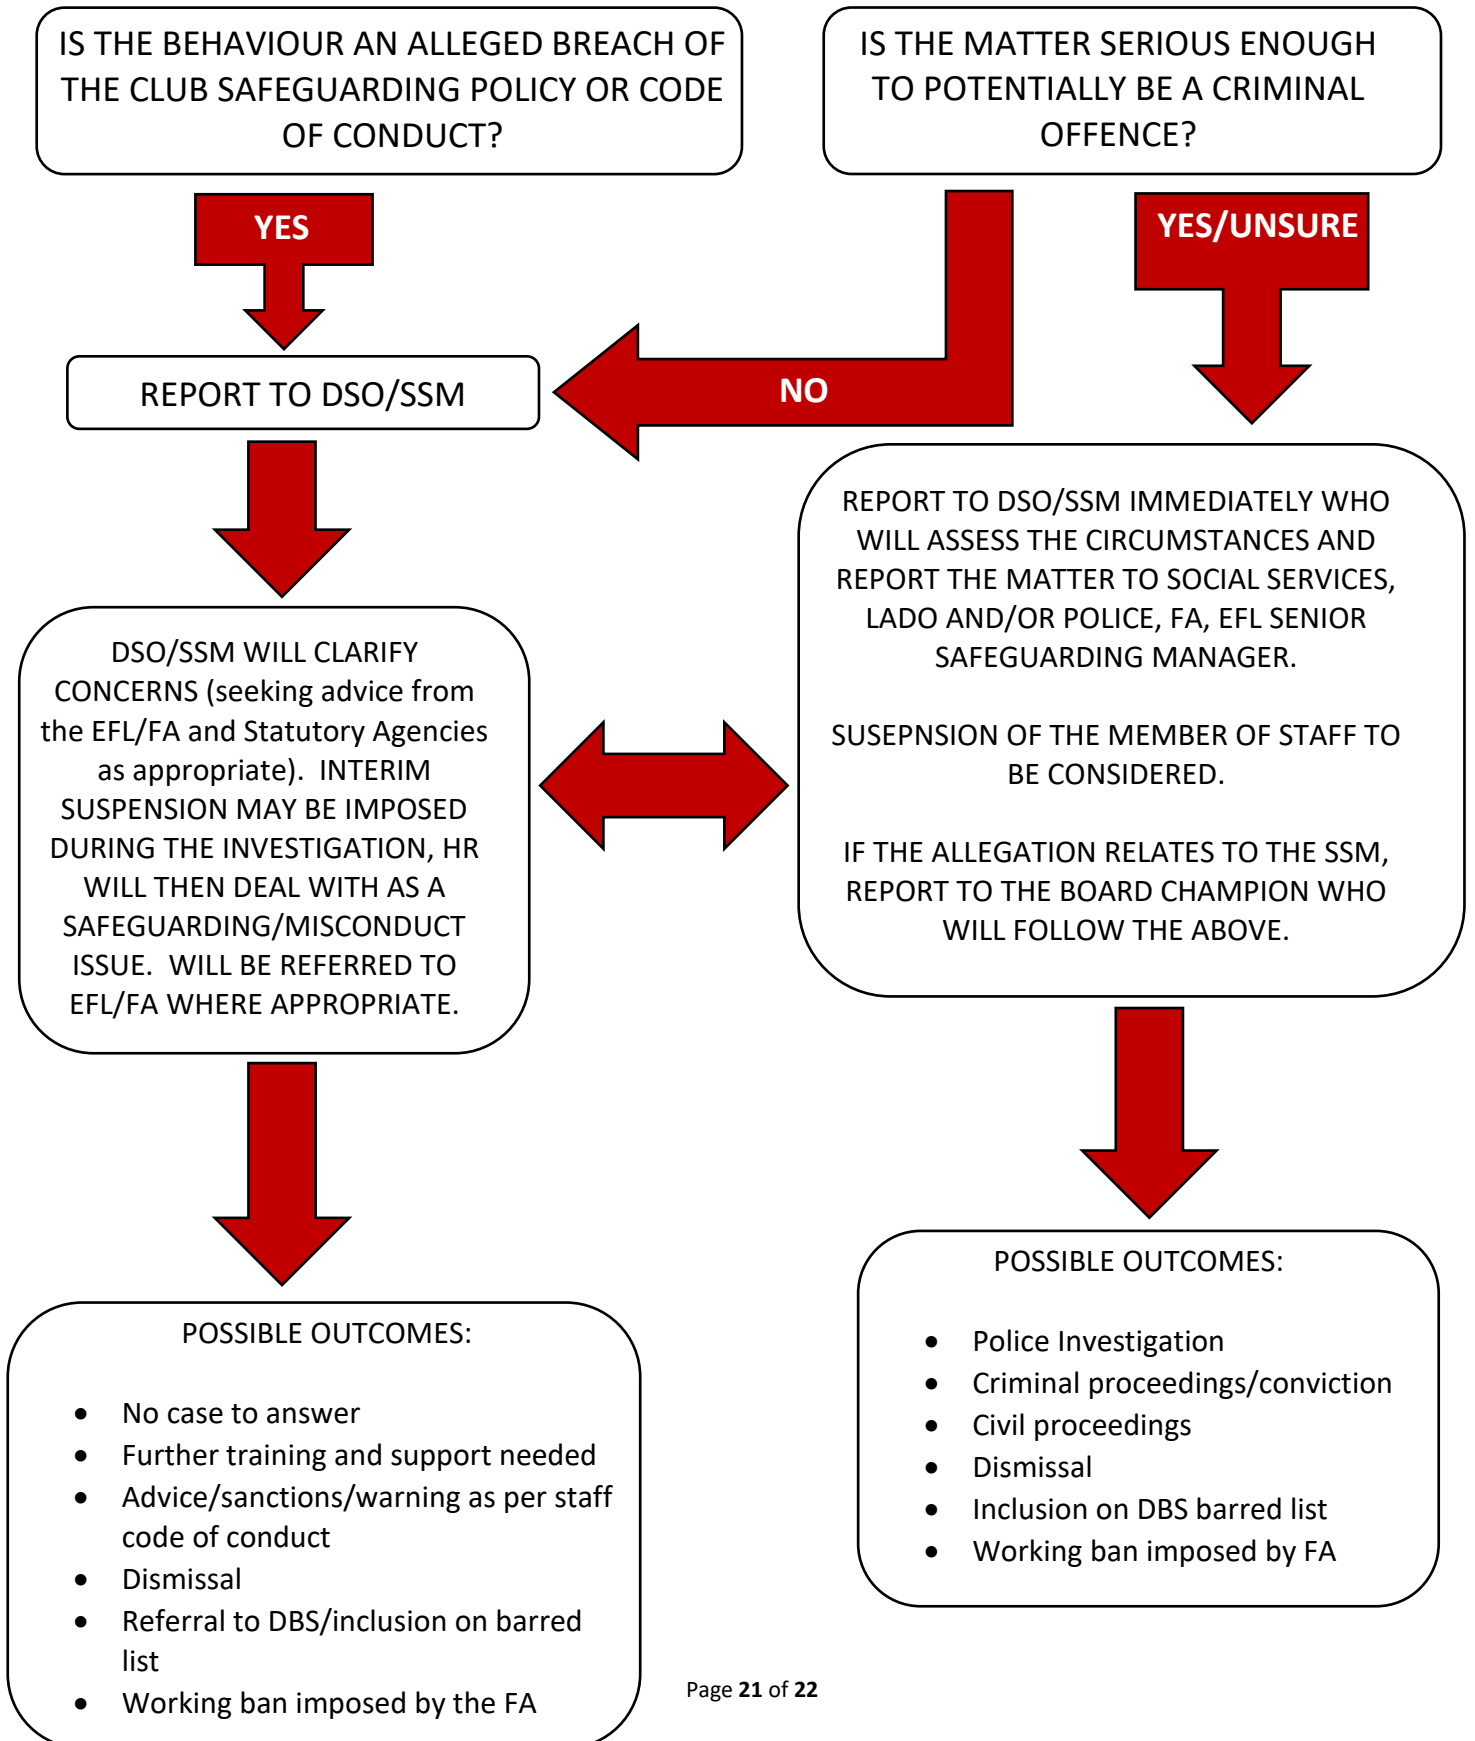 IS THE BEHAVIOUR AN ALLEGED BREACH OF
THE CLUB SAFEGUARDING POLICY OR CODE
OF CONDUCT?
IS THE MATTER SERIOUS ENOUGH
TO POTENTIALLY BE A CRIMINAL
OFFENCE?
YES
YES/UNSURE
REPORT TO DSO/SSM
NO
DSO/SSM WILL CLARIFY
CONCERNS (seeking advice from
the EFL/FA and Statutory Agencies
as appropriate). INTERIM
SUSPENSION MAY BE IMPOSED
DURING THE INVESTIGATION, HR
WILL THEN DEAL WITH AS A
SAFEGUARDING/MISCONDUCT
ISSUE. WILL BE REFERRED TO
EFL/FA WHERE APPROPRIATE.
REPORT TO DSO/SSM IMMEDIATELY WHO
WILL ASSESS THE CIRCUMSTANCES AND
REPORT THE MATTER TO SOCIAL SERVICES,
LADO AND/OR POLICE, FA, EFL SENIOR
SAFEGUARDING MANAGER.
SUSEPNSION OF THE MEMBER OF STAFF TO
BE CONSIDERED.
IF THE ALLEGATION RELATES TO THE SSM,
REPORT TO THE BOARD CHAMPION WHO
WILL FOLLOW THE ABOVE.
POSSIBLE OUTCOMES:
• No case to answer
• Further training and support needed
• Advice/sanctions/warning as per staff
code of conduct
• Dismissal
• Referral to DBS/inclusion on barred
list
• Working ban imposed by the FA
POSSIBLE OUTCOMES:
• Police Investigation
• Criminal proceedings/conviction
• Civil proceedings
• Dismissal
• Inclusion on DBS barred list
• Working ban imposed by FA
Page 21 of 22